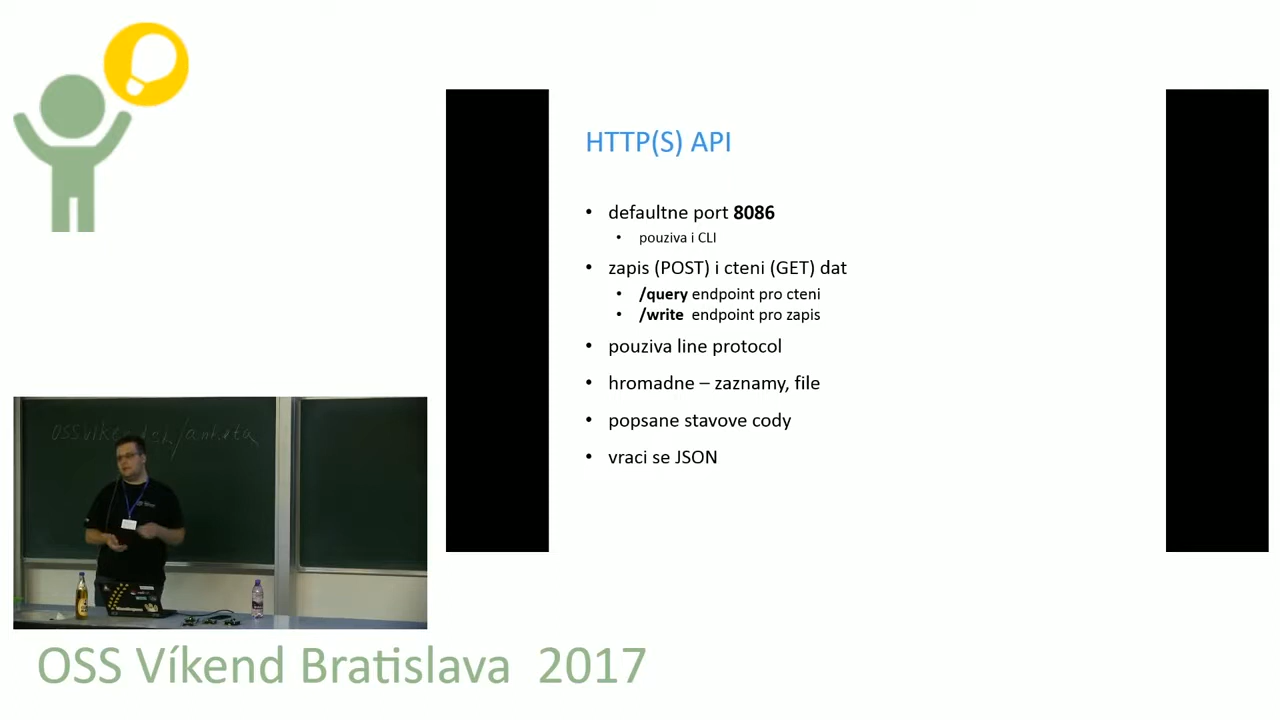 HTTP(S) API
• defaultne port 8086
• pouziva i CLI
• zapis (POST) i cteni (GET) dat
• /query endpoint pro cteni
• /write endpoint pro zapis
• pouziva line protocol
• hromadne – zaznamy, file
• popsane stavove cody
• vraci se JSON
OSS Víkend Bratislava 2017